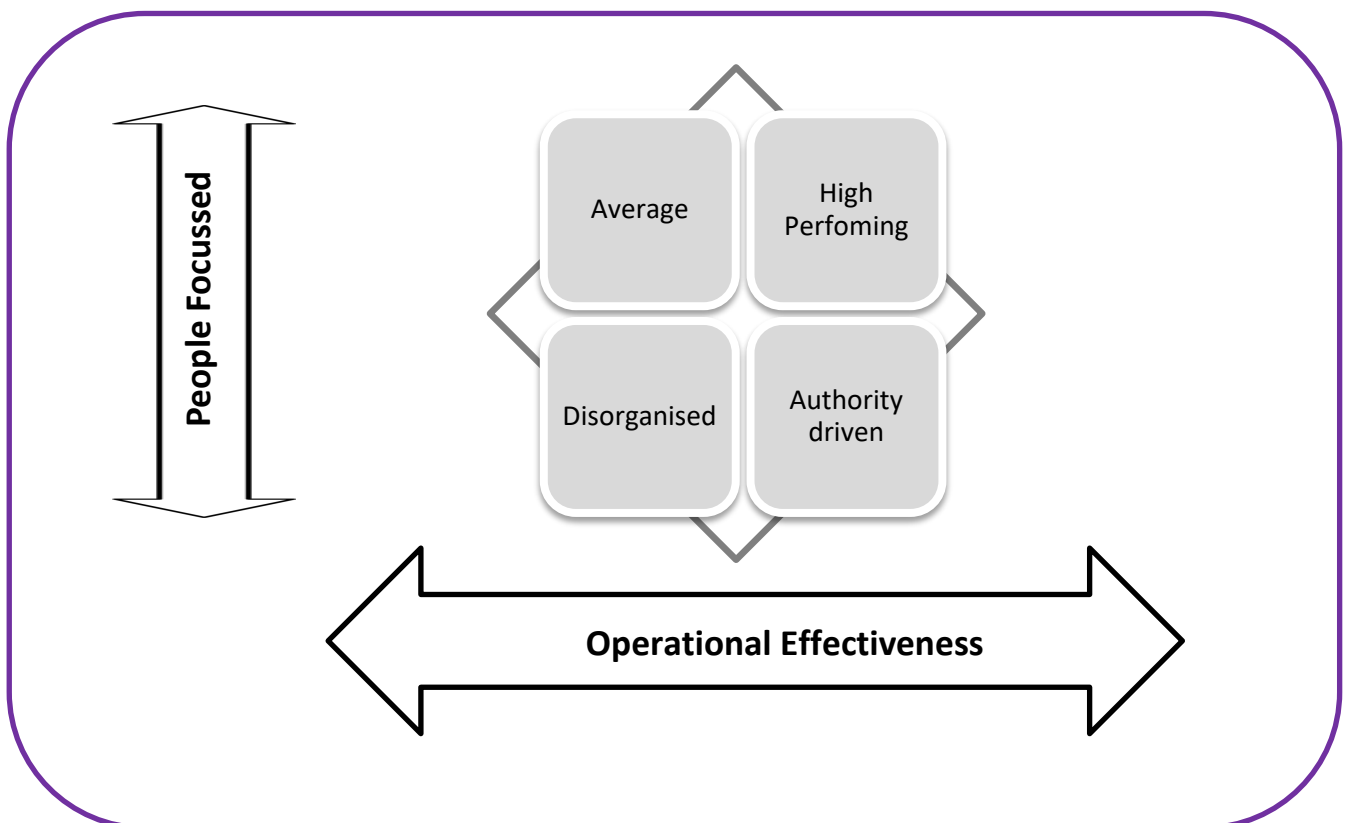 People Focussed
Average
High
Perfoming
Disorganised
Authority
driven
Operational Effectiveness